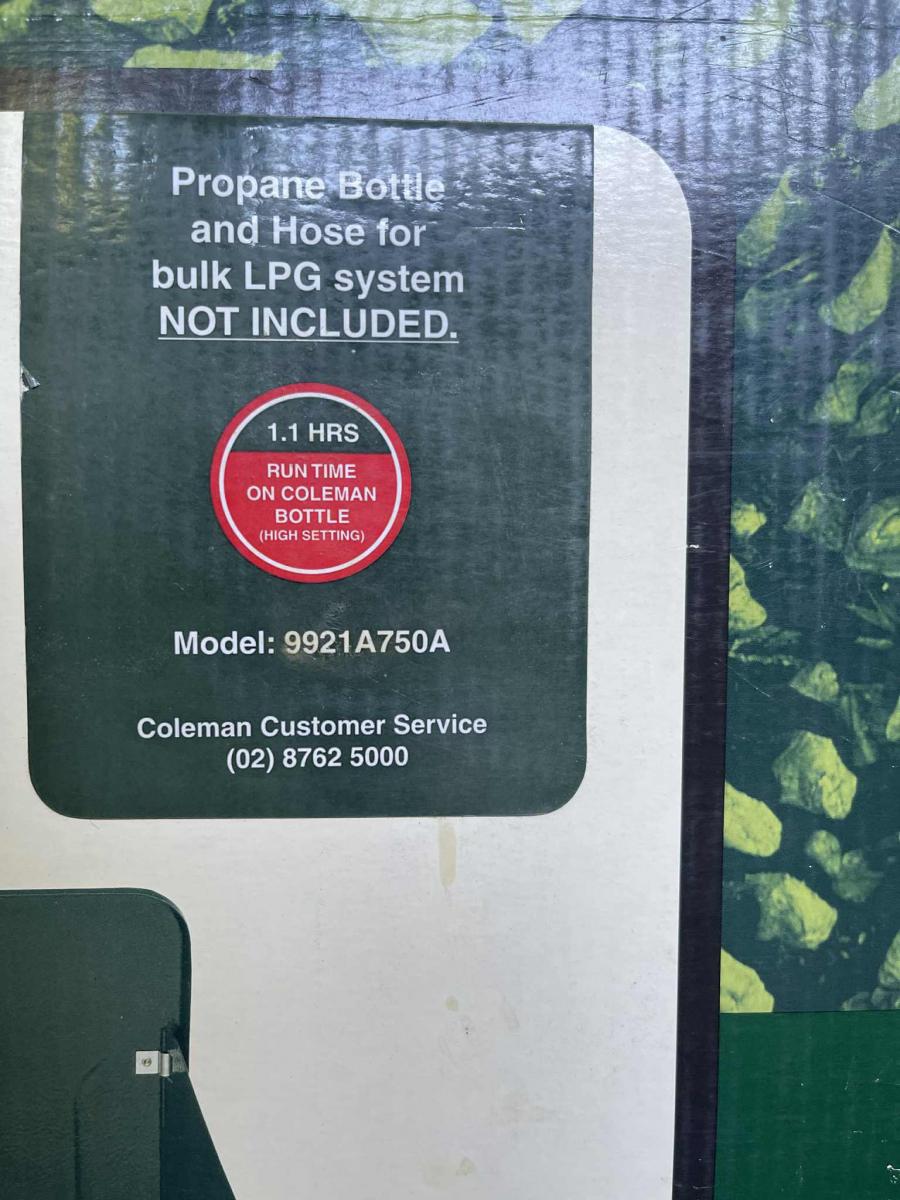 Propane Bottle
and Hose for
bulk LPG system
NOT INCLUDED.
1.1 HRS
RUN TIME
ON COLEMAN
BOTTLE
(HIGH SETTING)
Model: 9921A750A
Coleman Customer Service
(02) 8762 5000